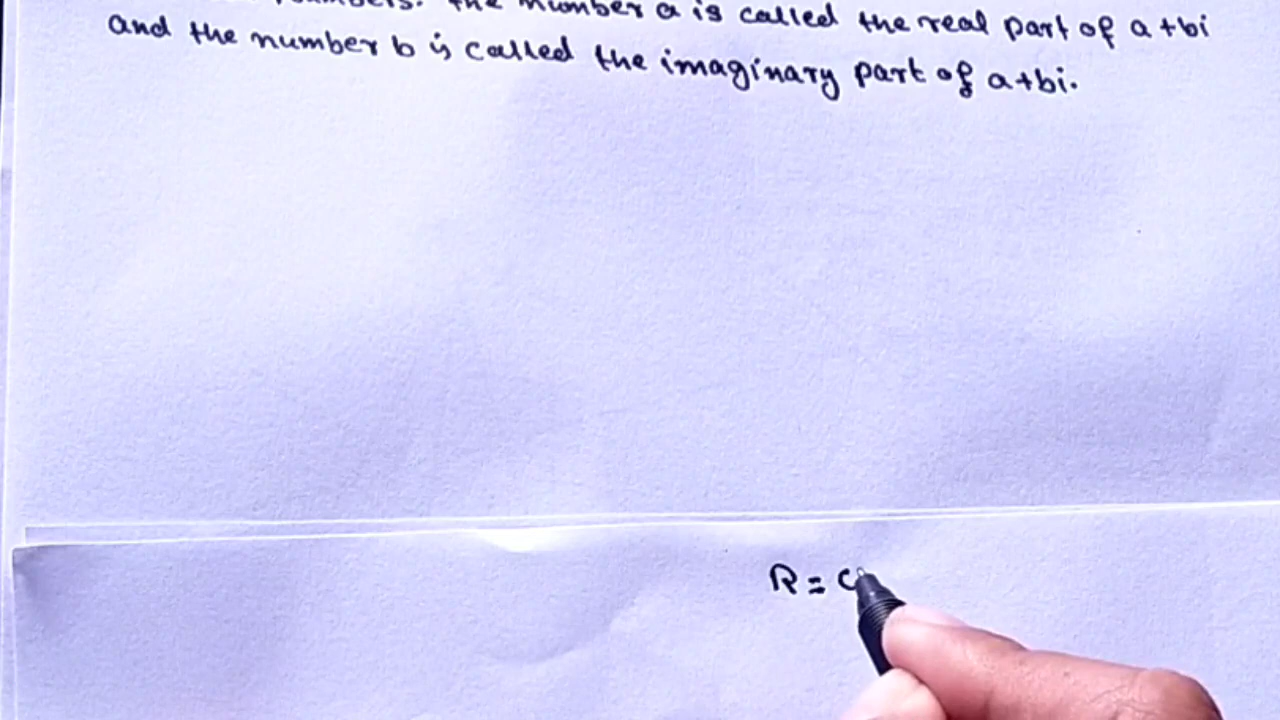 numbers. The number a is called the real part of a+bi
and the number b is called the imaginary part of a+bi.
R =